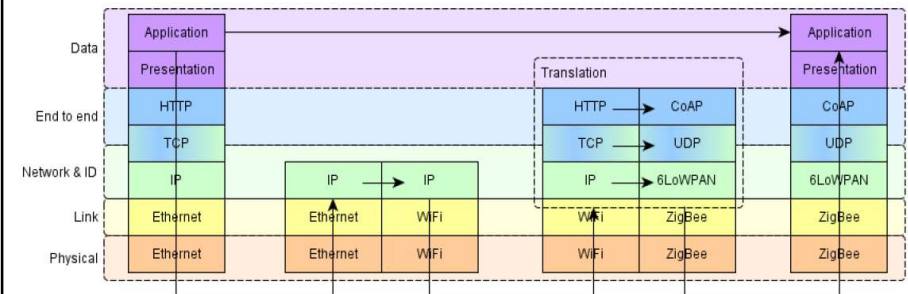 Application Application
Data
Presentation Presentation
Translation
HTTP HTTP CoAP CoAP
End to end
TCP TCP UDP UDP
Network & ID
IP IP IP IP 6LoWPAN 6LoWPAN
Link Ethernet Ethernet WiFi WiFi ZigBee ZigBee
Physical Ethernet Ethernet WiFi WiFi ZigBee ZigBee